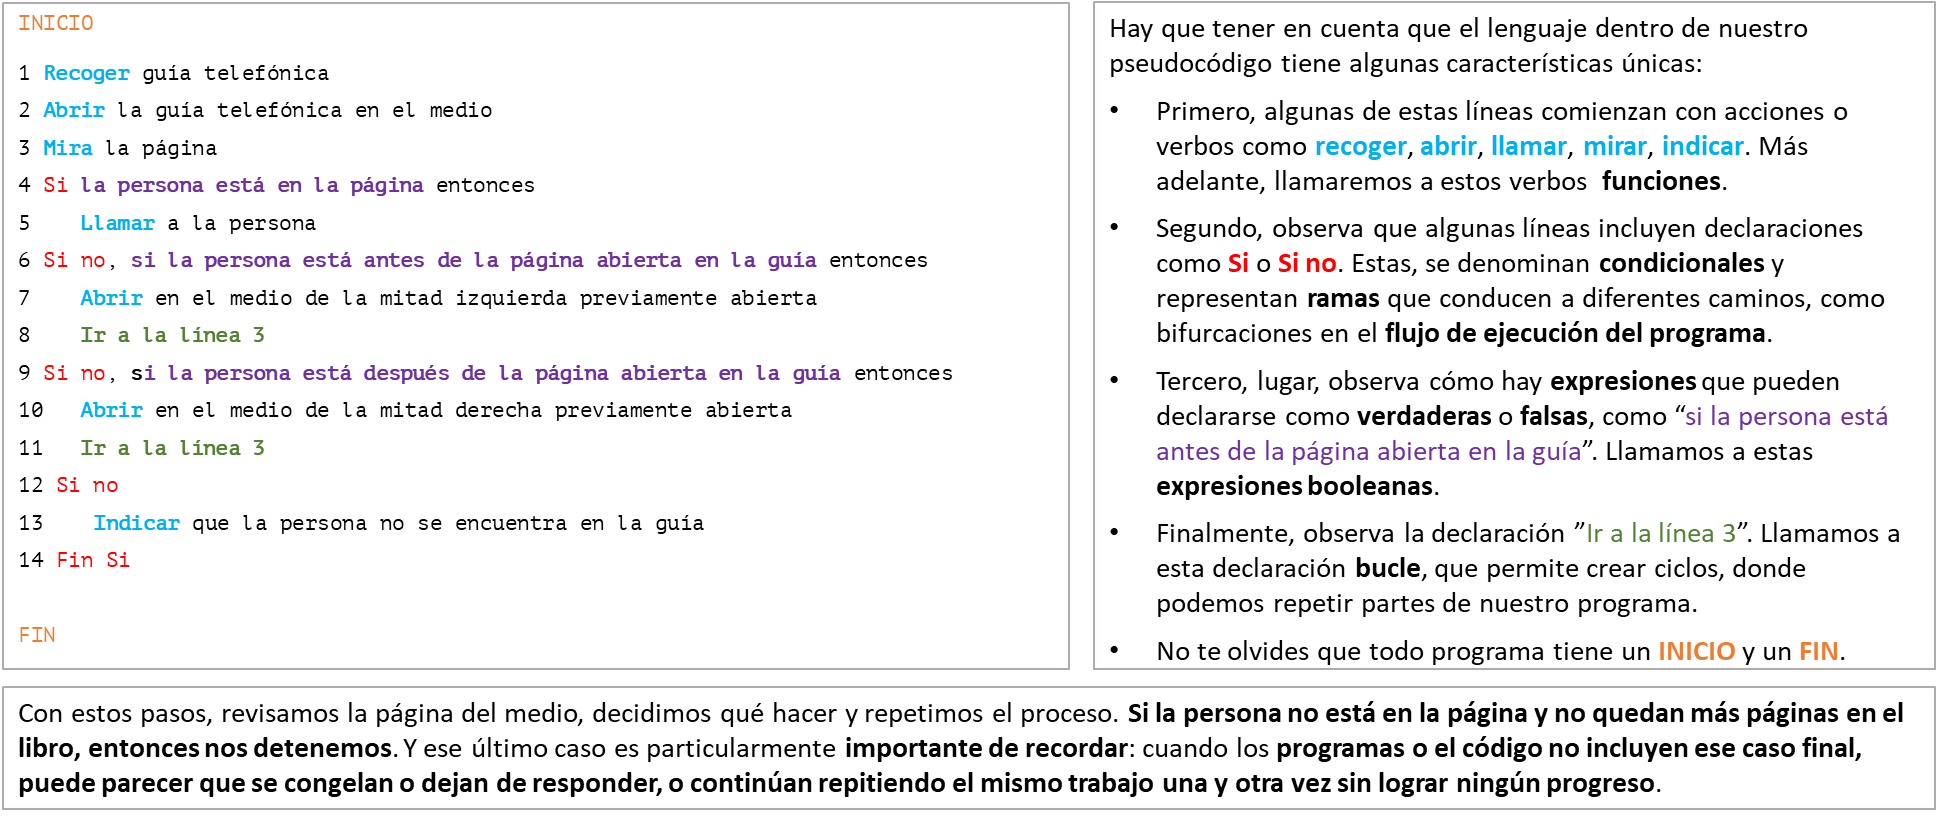 INICIO
1 Recoger guía telefónica
2 Abrir la guía telefónica en el medio
3 Mira la página
4 Si la persona está en la página entonces
5 Llamar a la persona
6 Si no, si la persona está antes de la página abierta en la guía entonces
7 Abrir en el medio de la mitad izquierda previamente abierta
8 Ir a la línea 3
9 Si no, si la persona está después de la página abierta en la guía entonces
10 Abrir en el medio de la mitad derecha previamente abierta
11 Ir a la línea 3
12 Si no
13 Indicar que la persona no se encuentra en la guía
14 Fin Si
FIN
Hay que tener en cuenta que el lenguaje dentro de nuestro
pseudocódigo tiene algunas características únicas:
• Primero, algunas de estas líneas comienzan con acciones o
verbos como recoger, abrir, llamar, mirar, indicar. Más
adelante, llamaremos a estos verbos funciones.
• Segundo, observa que algunas líneas incluyen declaraciones
como Si o Si no. Estas, se denominan condicionales y
representan ramas que conducen a diferentes caminos, como
bifurcaciones en el flujo de ejecución del programa.
• Tercero, lugar, observa cómo hay expresiones que pueden
declararse como verdaderas o falsas, como “si la persona está
antes de la página abierta en la guía”. Llamamos a estas
expresiones booleanas.
• Finalmente, observa la declaración ”Ir a la línea 3”. Llamamos a
esta declaración bucle, que permite crear ciclos, donde
podemos repetir partes de nuestro programa.
• No te olvides que todo programa tiene un INICIO y un FIN.
Con estos pasos, revisamos la página del medio, decidimos qué hacer y repetimos el proceso. Si la persona no está en la página y no quedan más páginas en el
libro, entonces nos detenemos. Y ese último caso es particularmente importante de recordar: cuando los programas o el código no incluyen ese caso final,
puede parecer que se congelan o dejan de responder, o continúan repitiendo el mismo trabajo una y otra vez sin lograr ningún progreso.